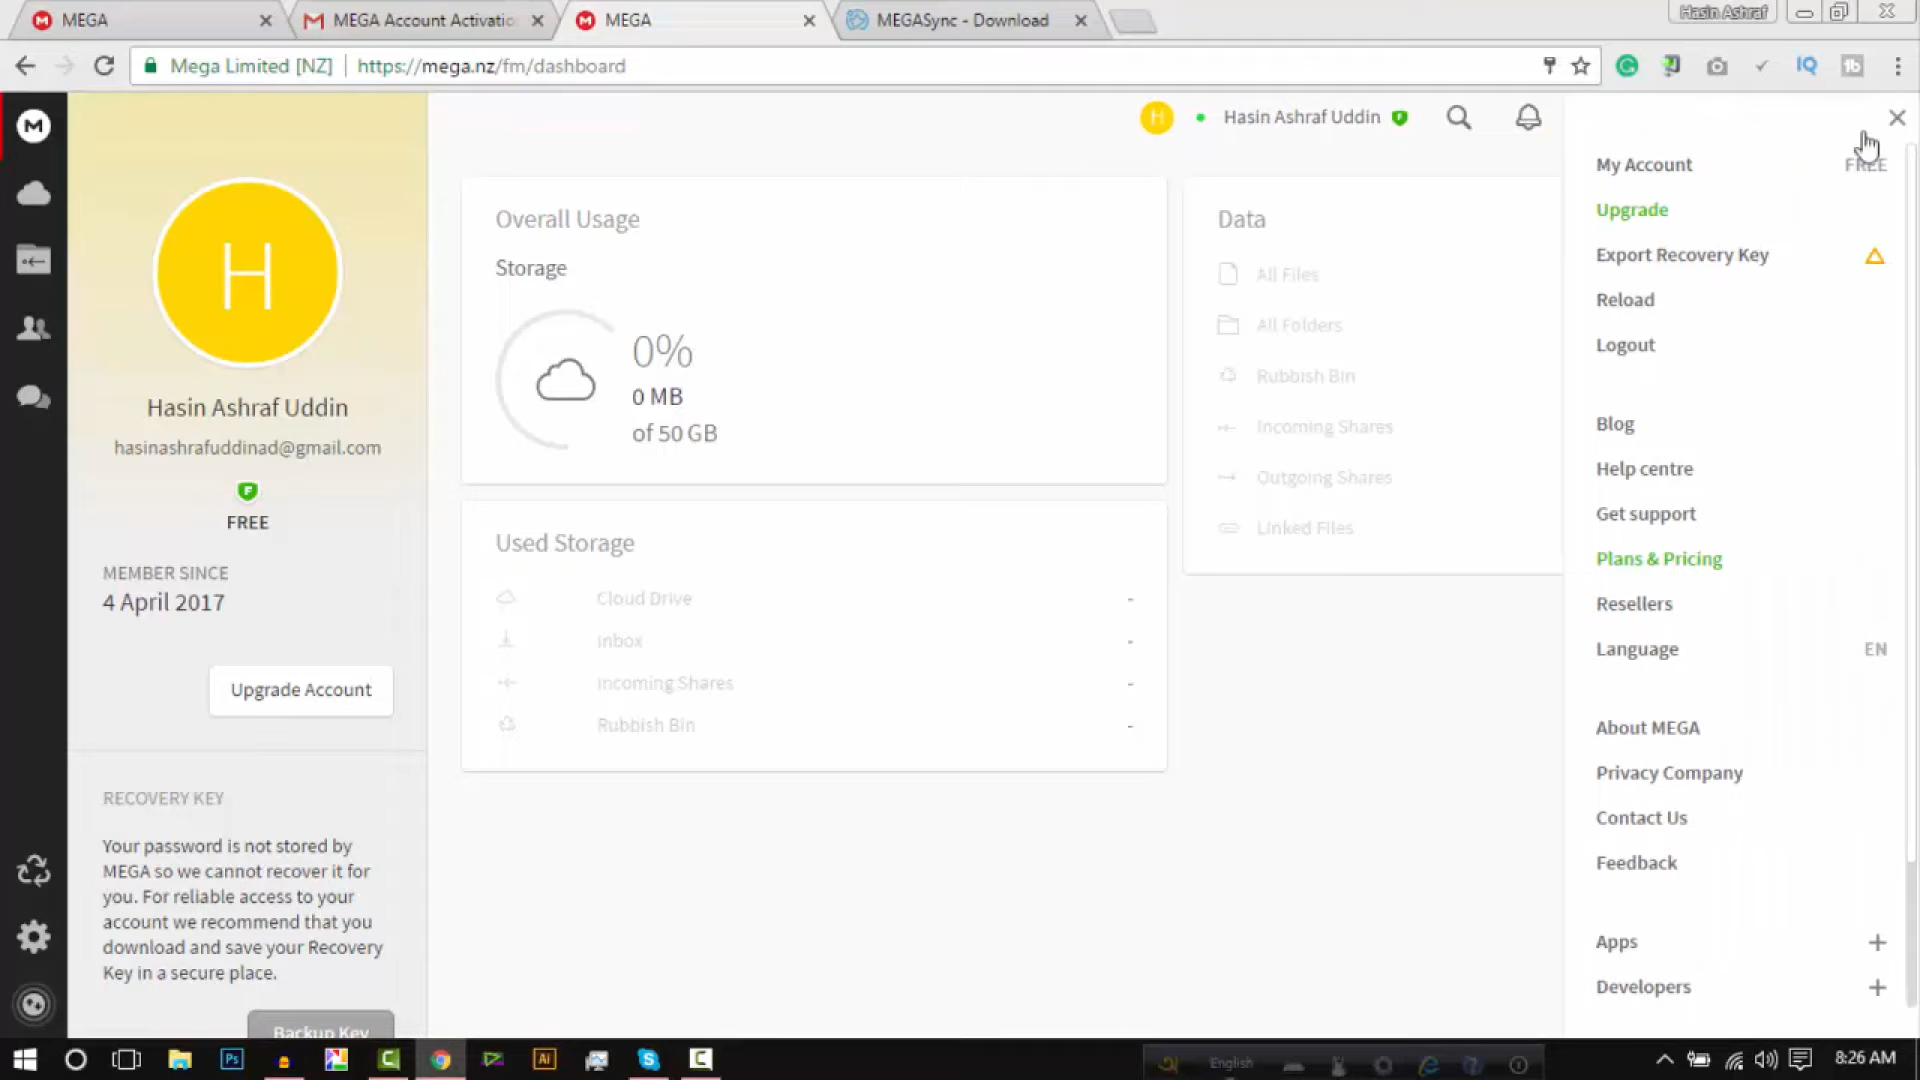 MEGA
MEGA Account Activatio
MEGA
MEGASync - Download
Hasin Ashraf
Mega Limited [NZ]
https://mega.nz/fm/dashboard
H
Hasin Ashraf Uddin
H
Hasin Ashraf Uddin
hasinashrafuddinad@gmail.com
FREE
MEMBER SINCE
4 April 2017
Upgrade Account
RECOVERY KEY
Your password is not stored by
MEGA so we cannot recover it for
you. For reliable access to your
account we recommend that you
download and save your Recovery
Key in a secure place.
Backup Key
Overall Usage
Storage
0%
0 MB
of 50 GB
Used Storage
Cloud Drive -
Inbox -
Incoming Shares -
Rubbish Bin -
Data
All Files
All Folders
Rubbish Bin
Incoming Shares
Outgoing Shares
Linked Files
My Account FREE
Upgrade
Export Recovery Key
Reload
Logout
Blog
Help centre
Get support
Plans & Pricing
Resellers
Language EN
About MEGA
Privacy Company
Contact Us
Feedback
Apps +
Developers +
English
8:26 AM